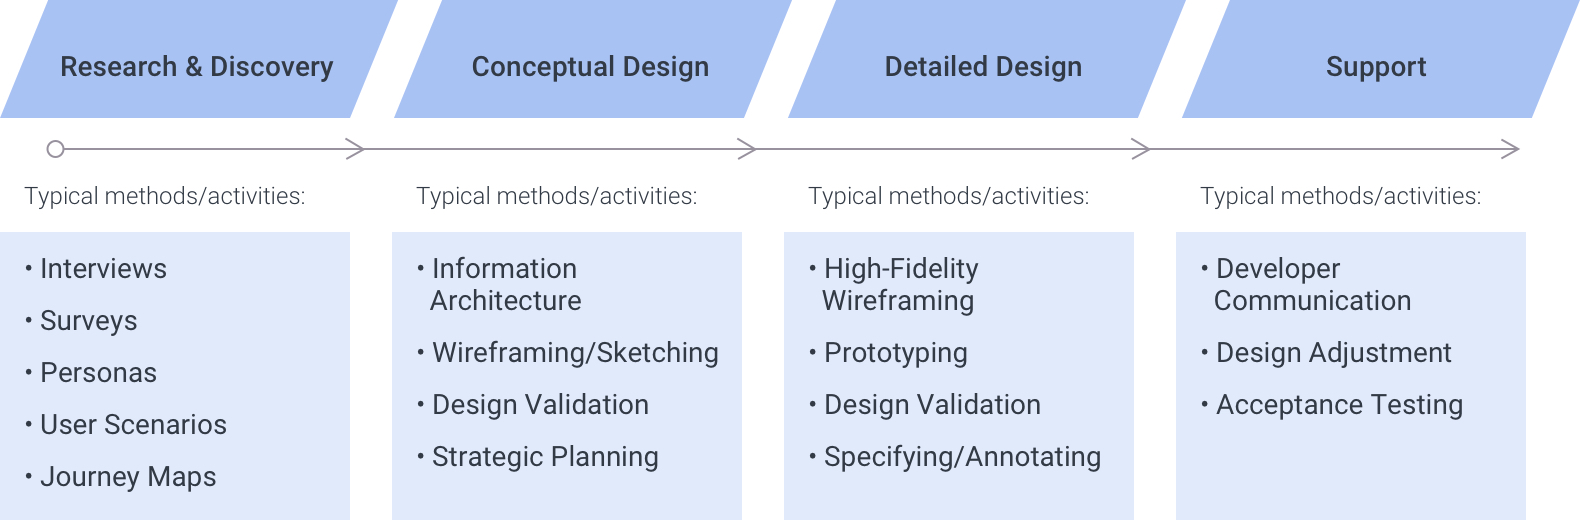 Research & Discovery
Conceptual Design
Detailed Design
Support
Typical methods/activities:
Typical methods/activities:
Typical methods/activities:
Typical methods/activities:
• Interviews
• Surveys
• Personas
• User Scenarios
• Journey Maps
• Information
Architecture
• Wireframing/Sketching
• Design Validation
• Strategic Planning
• High-Fidelity
Wireframing
• Prototyping
• Design Validation
• Specifying/Annotating
• Developer
Communication
• Design Adjustment
• Acceptance Testing